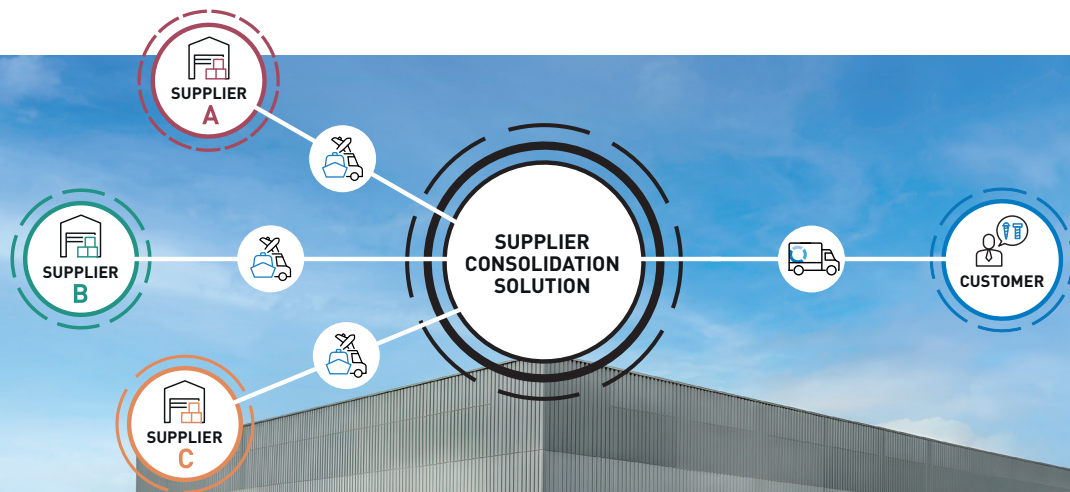 SUPPLIER
A
SUPPLIER
B
SUPPLIER
CONSOLIDATION
SOLUTION
CUSTOMER
SUPPLIER
C